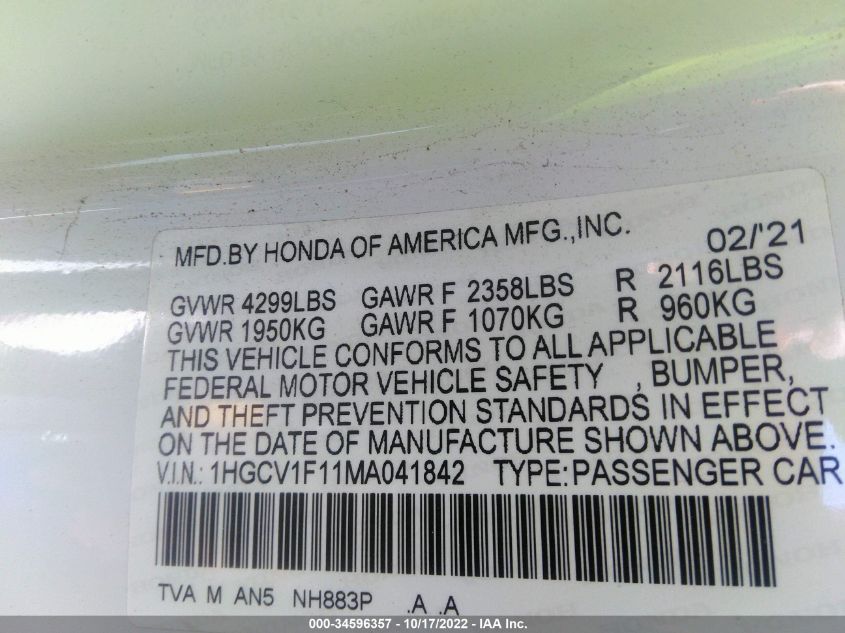 MFD.BY HONDA OF AMERICA MFG.,INC. 02/'21
GVWR 4299LBS GAWR F 2358LBS R 2116LBS
GVWR 1950KG GAWR F 1070KG R 960KG
THIS VEHICLE CONFORMS TO ALL APPLICABLE
FEDERAL MOTOR VEHICLE SAFETY , BUMPER,
AND THEFT PREVENTION STANDARDS IN EFFECT
ON THE DATE OF MANUFACTURE SHOWN ABOVE.
V.I.N.: 1HGCV1F11MA041842 TYPE:PASSENGER CAR
TVA M AN5 NH883P .A .A
000-34596357 - 10/17/2022 - IAA Inc.